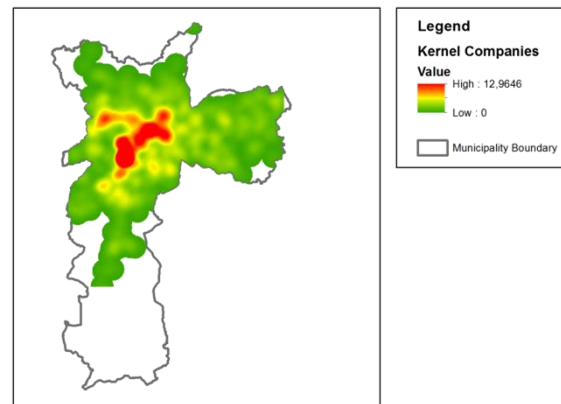 Legend
Kernel Companies
Value
High : 12,9646
Low : 0
Municipality Boundary